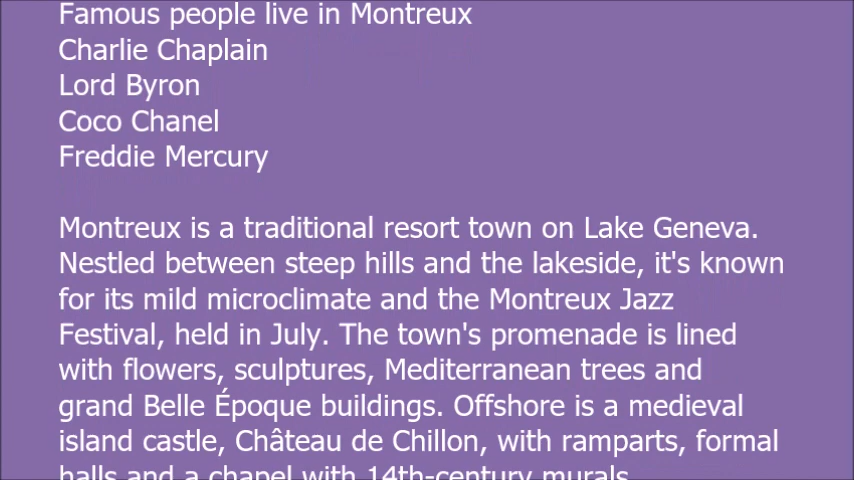 Famous people live in Montreux
Charlie Chaplain
Lord Byron
Coco Chanel
Freddie Mercury
Montreux is a traditional resort town on Lake Geneva.
Nestled between steep hills and the lakeside, it's known
for its mild microclimate and the Montreux Jazz
Festival, held in July. The town's promenade is lined
with flowers, sculptures, Mediterranean trees and
grand Belle Époque buildings. Offshore is a medieval
island castle, Château de Chillon, with ramparts, formal
halls and a chapel with 14th-century murals.